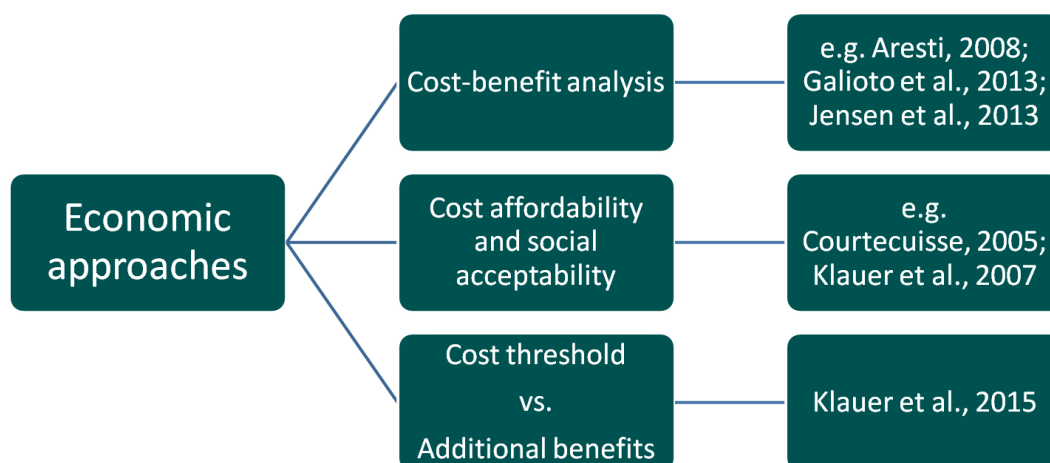 Economic
approaches
Cost-benefit analysis
e.g. Aresti, 2008;
Galioto et al., 2013;
Jensen et al., 2013
Cost affordability
and social
acceptability
e.g.
Courtecuisse, 2005;
Klauer et al., 2007
Cost threshold
vs.
Additional benefits
Klauer et al., 2015